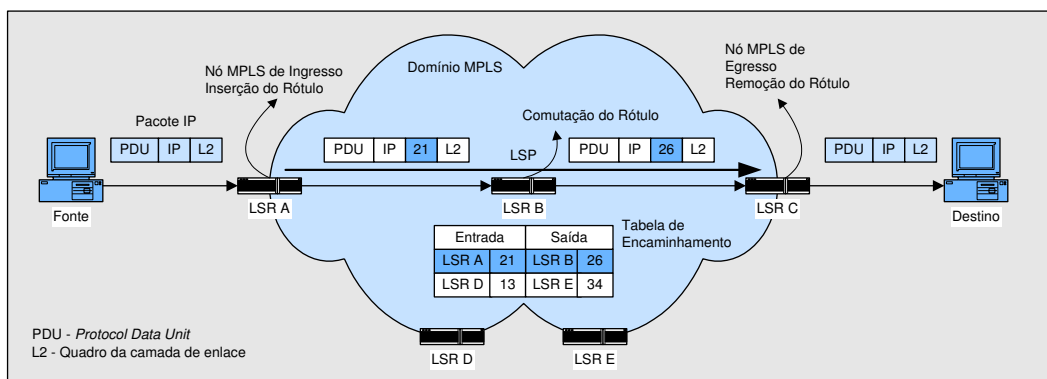 Domínio MPLS
Nó MPLS de Ingresso
Inserção do Rótulo
Nó MPLS de
Egresso
Remoção do Rótulo
Pacote IP
Comutação do Rótulo
PDU IP L2
PDU IP 21 L2
LSP
PDU IP 26 L2
PDU IP L2
Fonte
LSR A
LSR B
LSR C
Destino
Tabela de
Encaminhamento
Entrada Saída
LSR A 21 LSR B 26
LSR D 13 LSR E 34
PDU - Protocol Data Unit
L2 - Quadro da camada de enlace
LSR D
LSR E